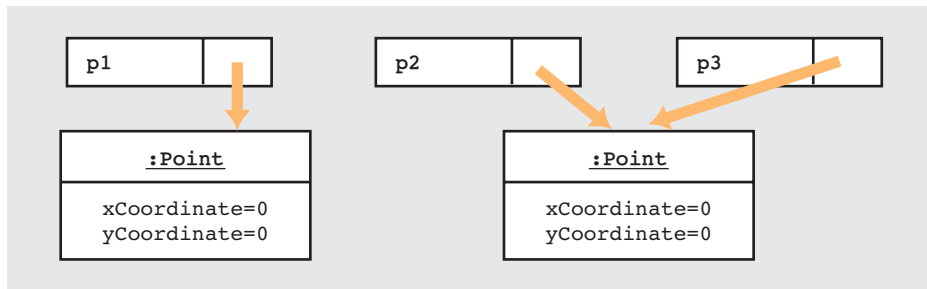 p1
p2
p3
:Point
xCoordinate=0
yCoordinate=0
:Point
xCoordinate=0
yCoordinate=0